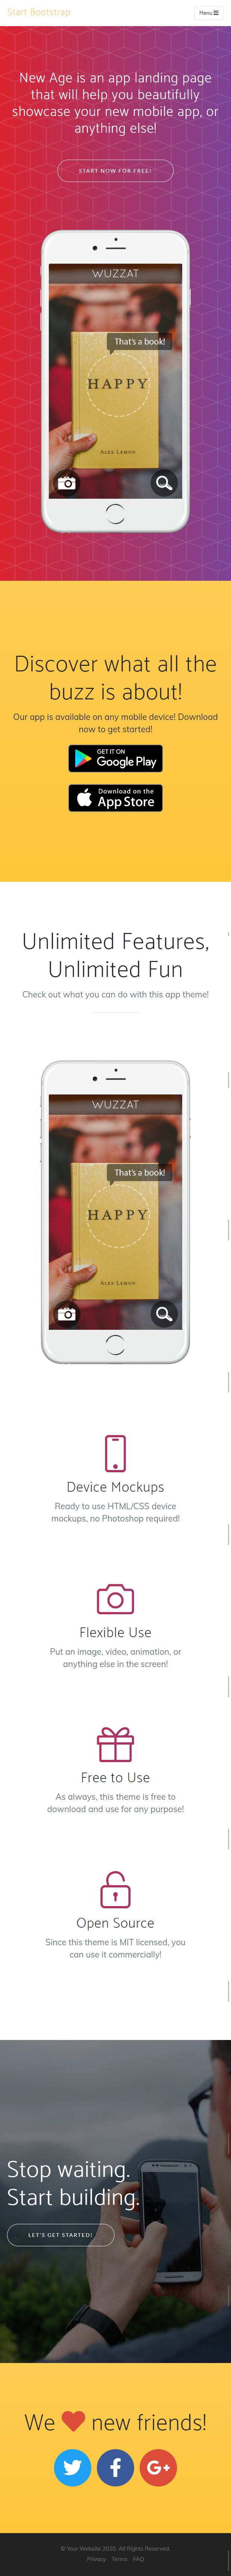 Start Bootstrap
Menu
New Age is an app landing page
that will help you beautifully
showcase your new mobile app, or
anything else!
START NOW FOR FREE!
WUZZAT
That's a book!
HAPPY
ALEX LEMON
Discover what all the
buzz is about!
Our app is available on any mobile device! Download
now to get started!
GET IT ON
Google Play
Download on the
App Store
Unlimited Features,
Unlimited Fun
Check out what you can do with this app theme!
WUZZAT
That's a book!
HAPPY
ALEX LEMON
Device Mockups
Ready to use HTML/CSS device
mockups, no Photoshop required!
Flexible Use
Put an image, video, animation, or
anything else in the screen!
Free to Use
As always, this theme is free to
download and use for any purpose!
Open Source
Since this theme is MIT licensed, you
can use it commercially!
Stop waiting.
Start building.
LET'S GET STARTED!
We ♥ new friends!
G+
© Your Website 2020. All Rights Reserved.
Privacy Terms FAQ